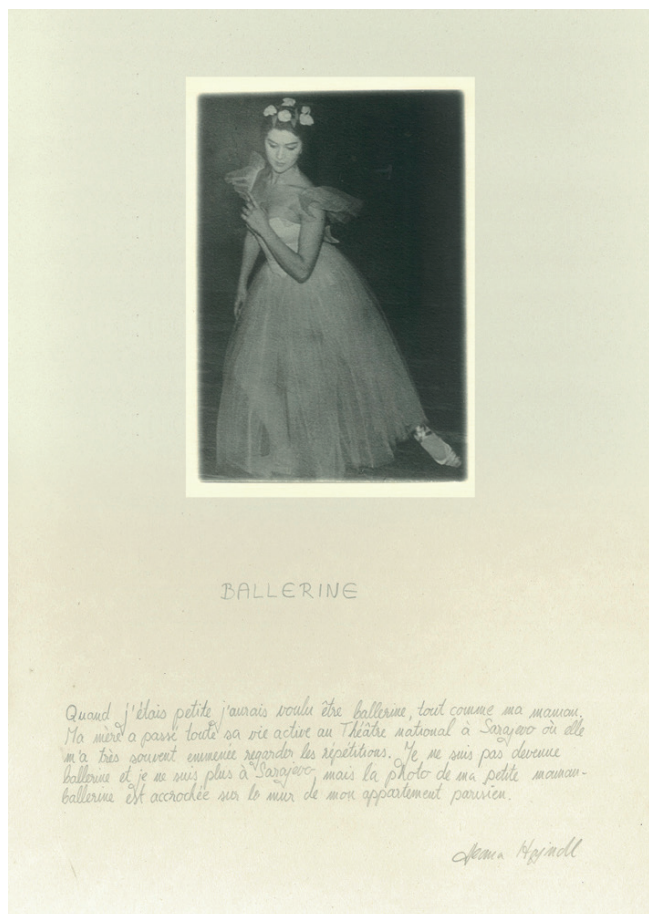 BALLERINE
Quand j'étais petite j'aurais voulu être ballerine, tout comme ma maman.
Ma mère a passé toute sa vie active au Théâtre national à Sarajevo où elle
m'a très souvent emmenée regarder les répétitions. Je ne suis pas devenue
ballerine et je ne suis plus à Sarajevo, mais la photo de ma petite maman-
ballerine est accrochée sur le mur de mon appartement parisien.